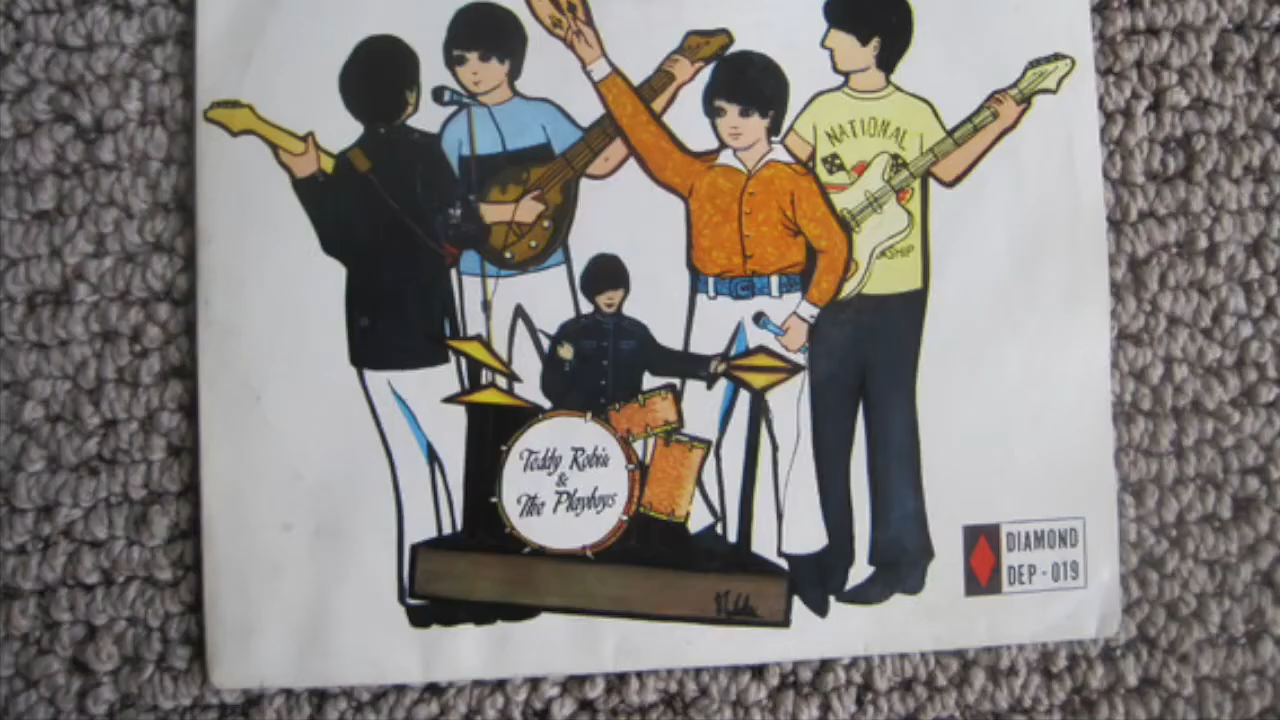 NATIONAL
Teddy Robin
&
The Playboys
DIAMOND
DEP-019